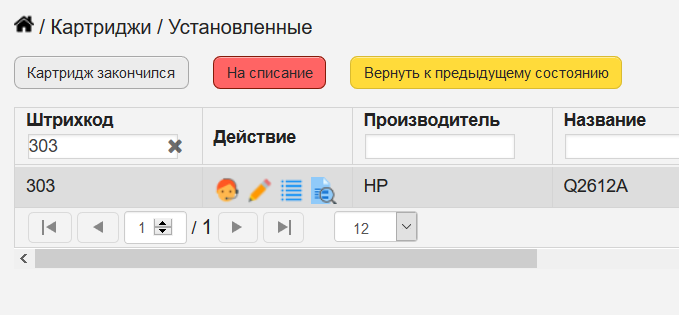 / Картриджи / Установленные
Картридж закончился На списание Вернуть к предыдущему состоянию
Штрихкод Действие Производитель Название
303
303 HP Q2612A
1 / 1 12